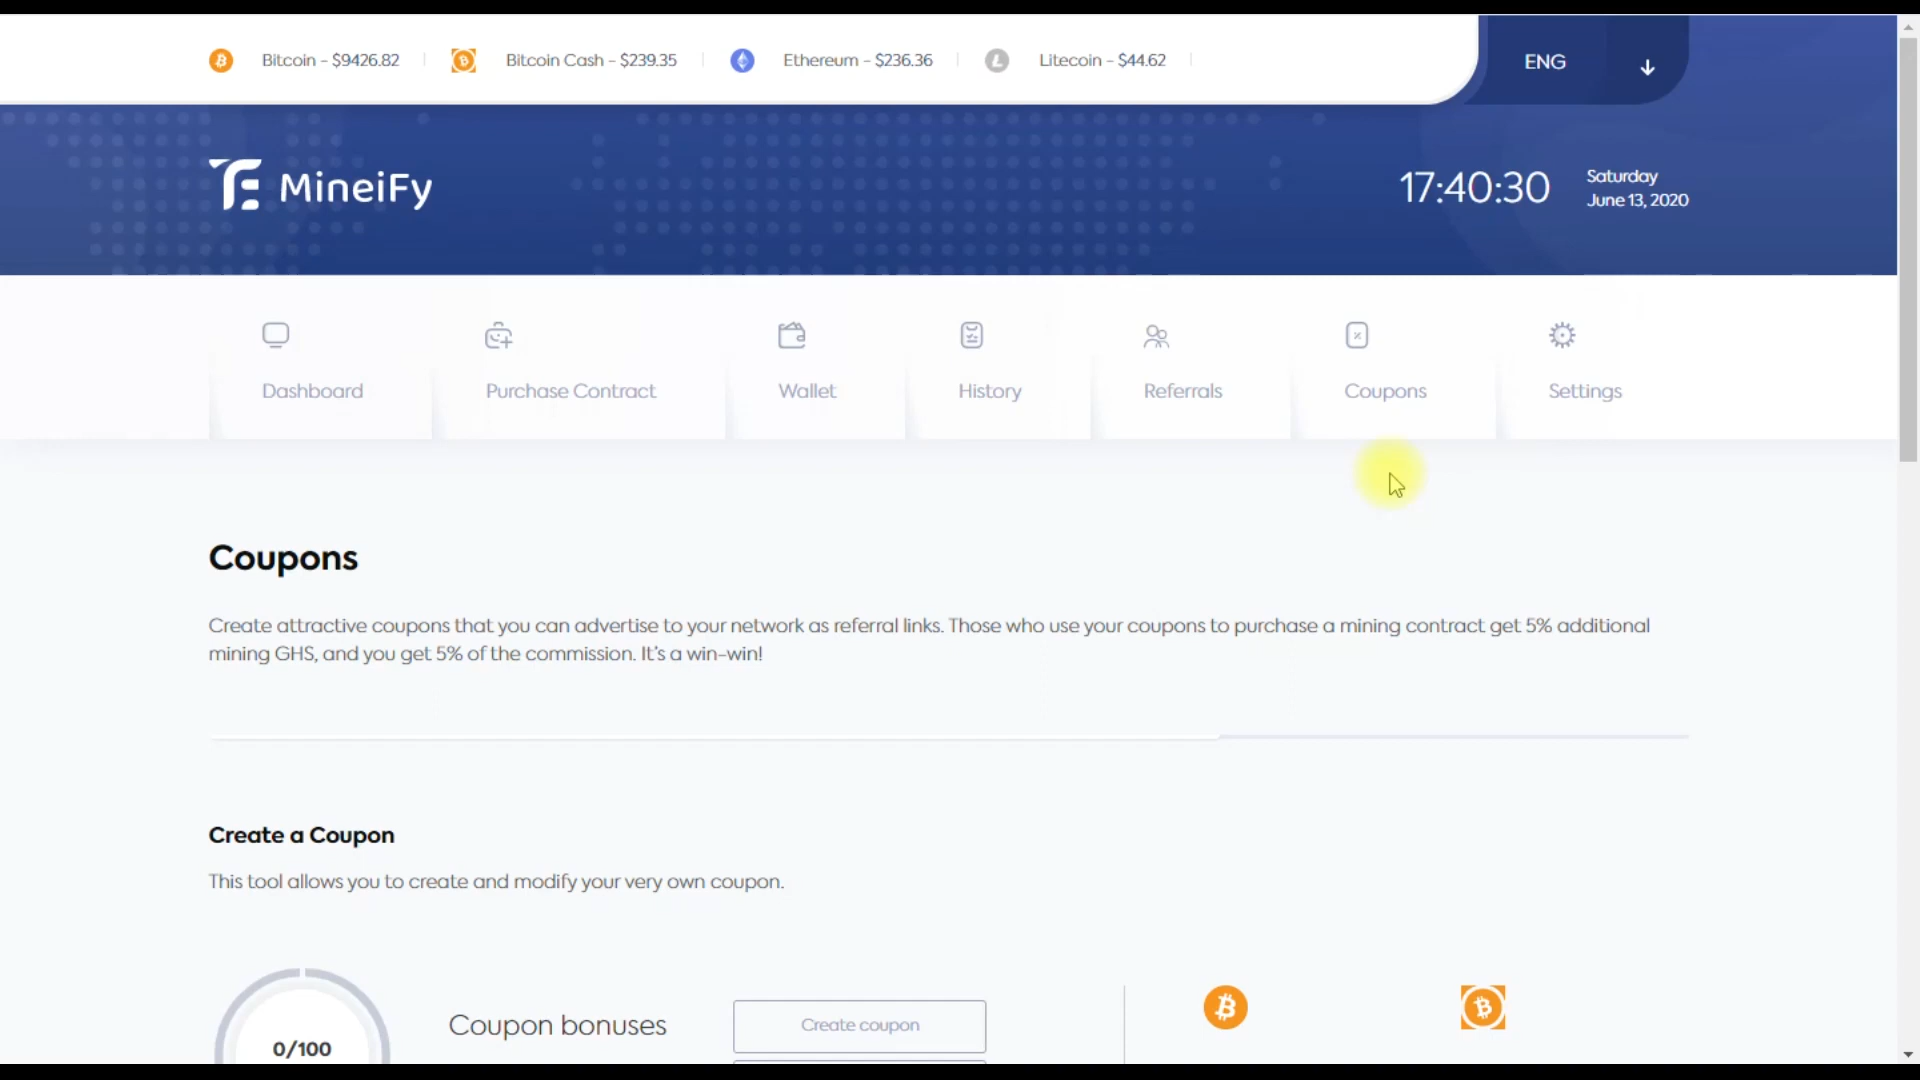 Bitcoin - $9426.82
Bitcoin Cash - $239.35
Ethereum - $236.36
Litecoin - $44.62
ENG
MineiFy
17:40:30
Saturday
June 13, 2020
Dashboard
Purchase Contract
Wallet
History
Referrals
Coupons
Settings
Coupons
Create attractive coupons that you can advertise to your network as referral links. Those who use your coupons to purchase a mining contract get 5% additional
mining GHS, and you get 5% of the commission. It's a win-win!
Create a Coupon
This tool allows you to create and modify your very own coupon.
0/100
Coupon bonuses
Create coupon